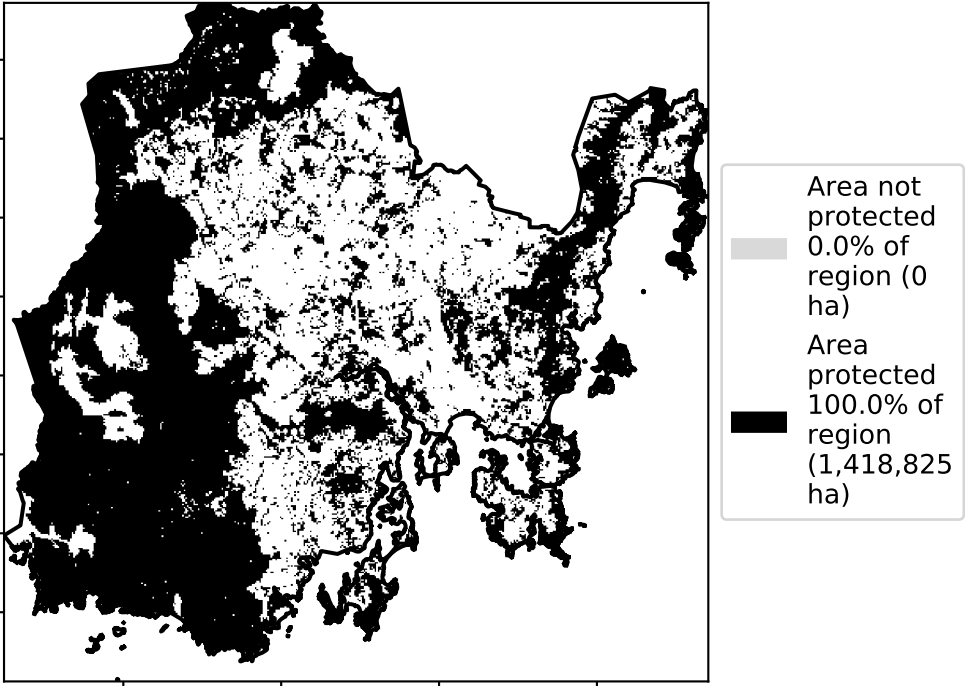 Area not
protected
0.0% of
region (0
ha)
Area
protected
100.0% of
region
(1,418,825
ha)